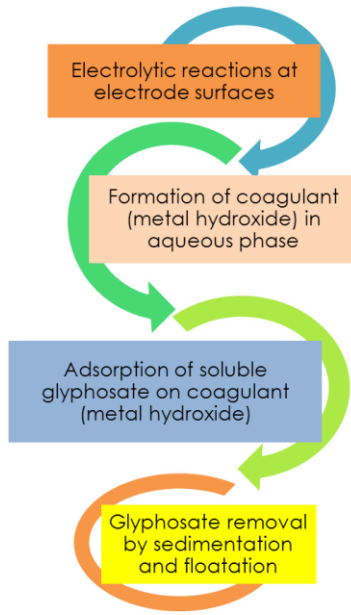 Electrolytic reactions at
electrode surfaces
Formation of coagulant
(metal hydroxide) in
aqueous phase
Adsorption of soluble
glyphosate on coagulant
(metal hydroxide)
Glyphosate removal
by sedimentation
and floatation